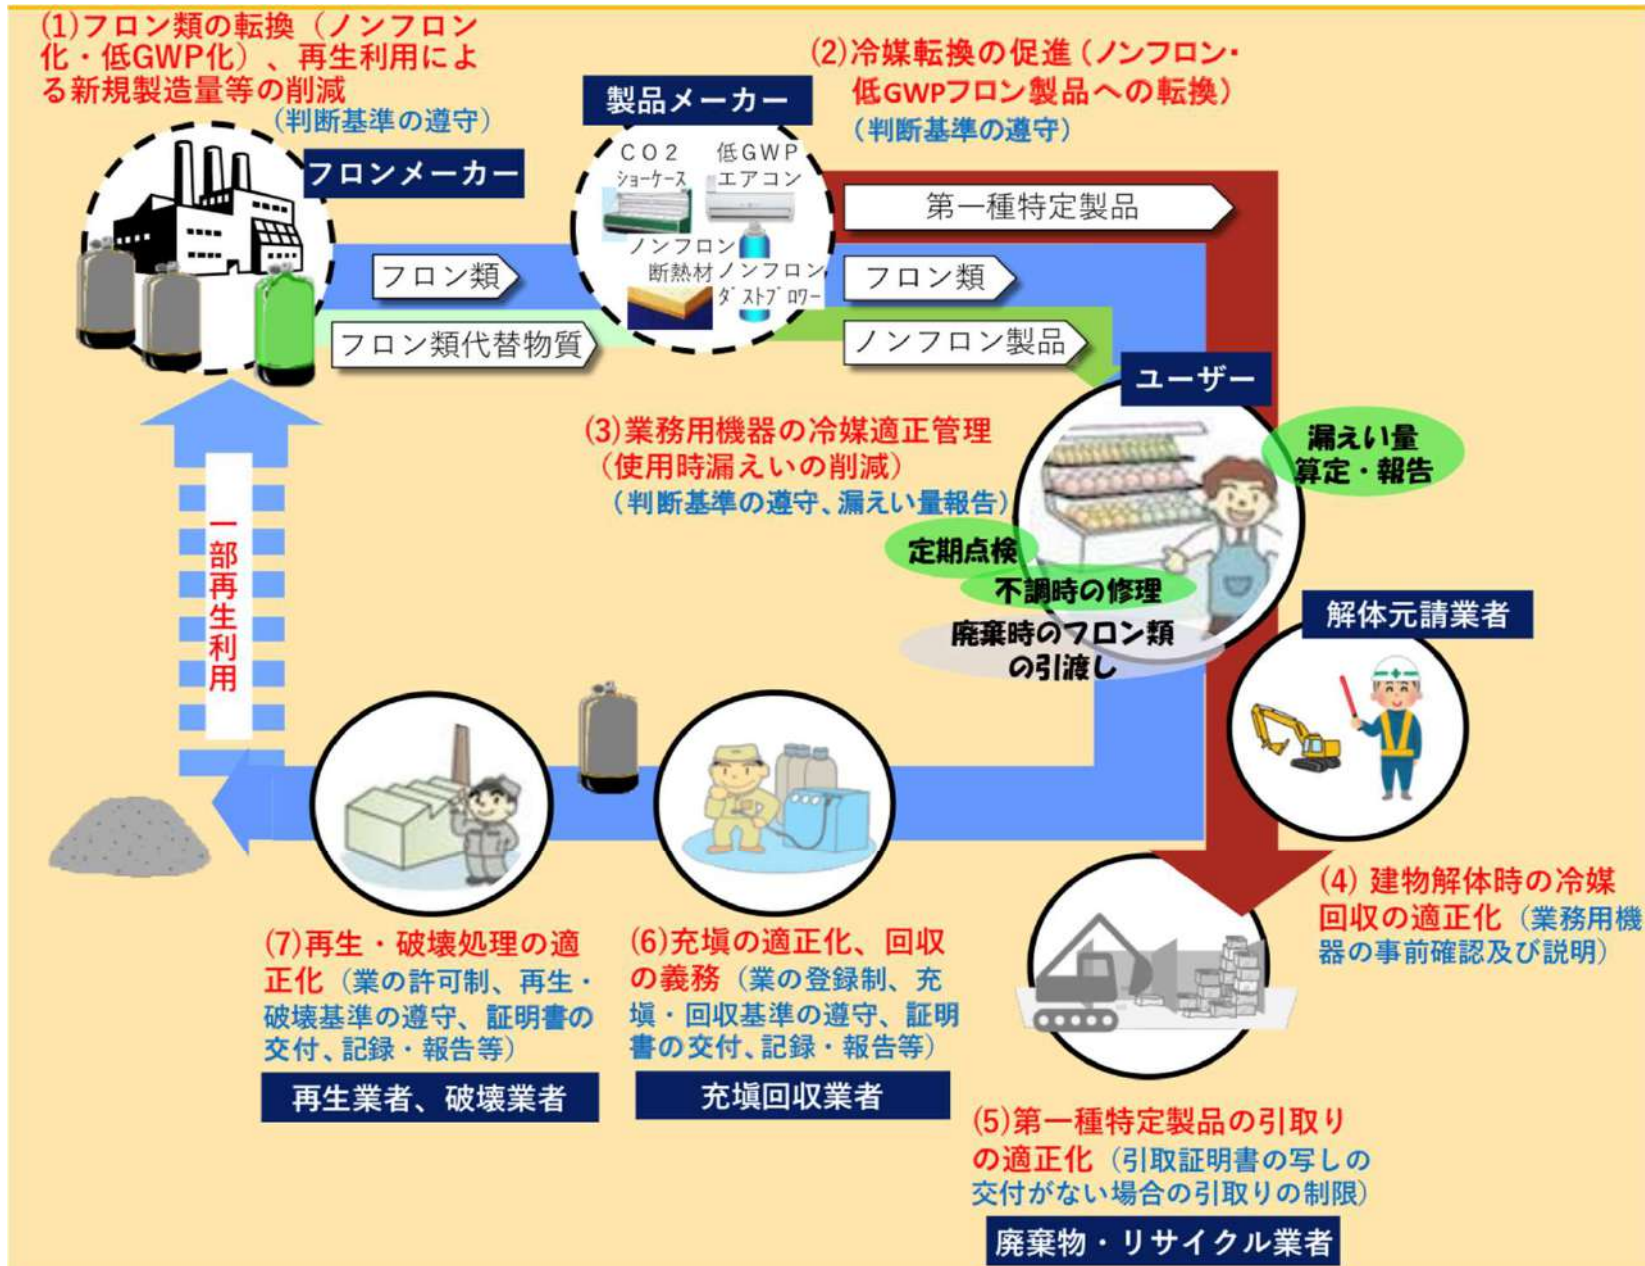 (1)フロン類の転換（ノンフロン
化・低GWP化）、再生利用によ
る新規製造量等の削減
（判断基準の遵守）
フロンメーカー
製品メーカー
(2)冷媒転換の促進（ノンフロン・
低GWPフロン製品への転換）
（判断基準の遵守）
CO2
ショーケース
低GWP
エアコン
ノンフロン
断熱材
ノンフロン
ダストブロワー
第一種特定製品
フロン類
フロン類
フロン類代替物質
ノンフロン製品
ユーザー
(3)業務用機器の冷媒適正管理
（使用時漏えいの削減）
（判断基準の遵守、漏えい量報告）
漏えい量
算定・報告
定期点検
不調時の修理
廃棄時のフロン類
の引渡し
解体元請業者
一部再生利用
(4) 建物解体時の冷媒
回収の適正化（業務用機
器の事前確認及び説明）
(7)再生・破壊処理の適
正化（業の許可制、再生・
破壊基準の遵守、証明書の
交付、記録・報告等）
再生業者、破壊業者
(6)充塡の適正化、回収
の義務（業の登録制、充
塡・回収基準の遵守、証明
書の交付、記録・報告等）
充塡回収業者
(5)第一種特定製品の引取り
の適正化（引取証明書の写しの
交付がない場合の引取りの制限）
廃棄物・リサイクル業者